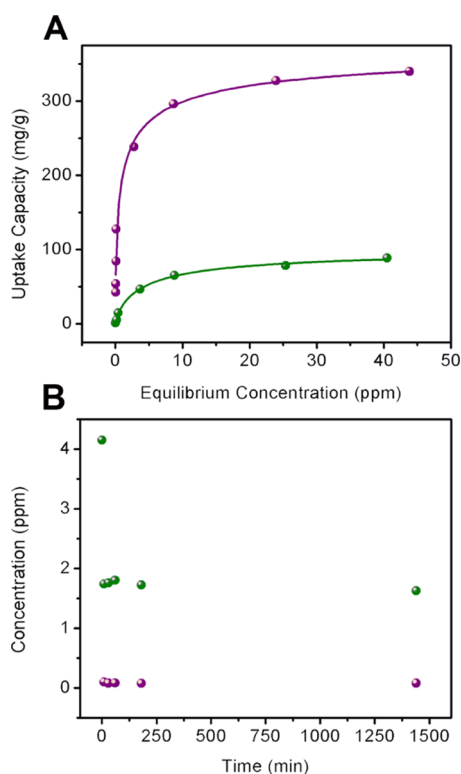 A
300
200
100
0
Uptake Capacity (mg/g)
0 10 20 30 40 50
Equilibrium Concentration (ppm)
B
4
3
2
1
0
Concentration (ppm)
0 250 500 750 1000 1250 1500
Time (min)